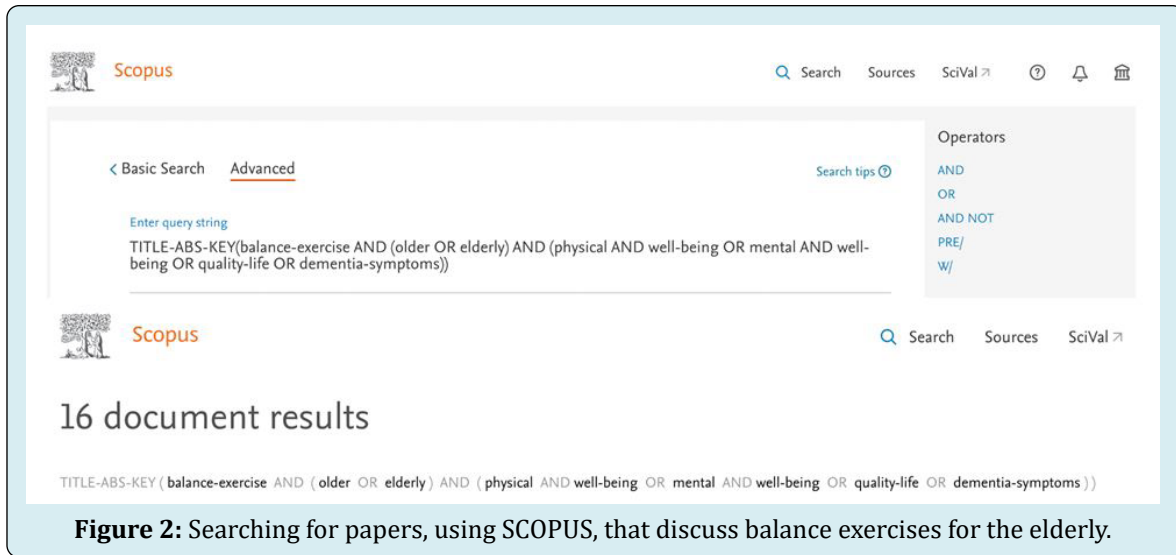 Scopus
Search Sources SciVal ↗
Operators
< Basic Search Advanced
Search tips
AND
OR
Enter query string
AND NOT
TITLE-ABS-KEY(balance-exercise AND (older OR elderly) AND (physical AND well-being OR mental AND well-
PRE/
being OR quality-life OR dementia-symptoms))
W/
Scopus
Search Sources SciVal ↗
16 document results
TITLE-ABS-KEY ( balance-exercise AND ( older OR elderly ) AND ( physical AND well-being OR mental AND well-being OR quality-life OR dementia-symptoms ) )
Figure 2: Searching for papers, using SCOPUS, that discuss balance exercises for the elderly.